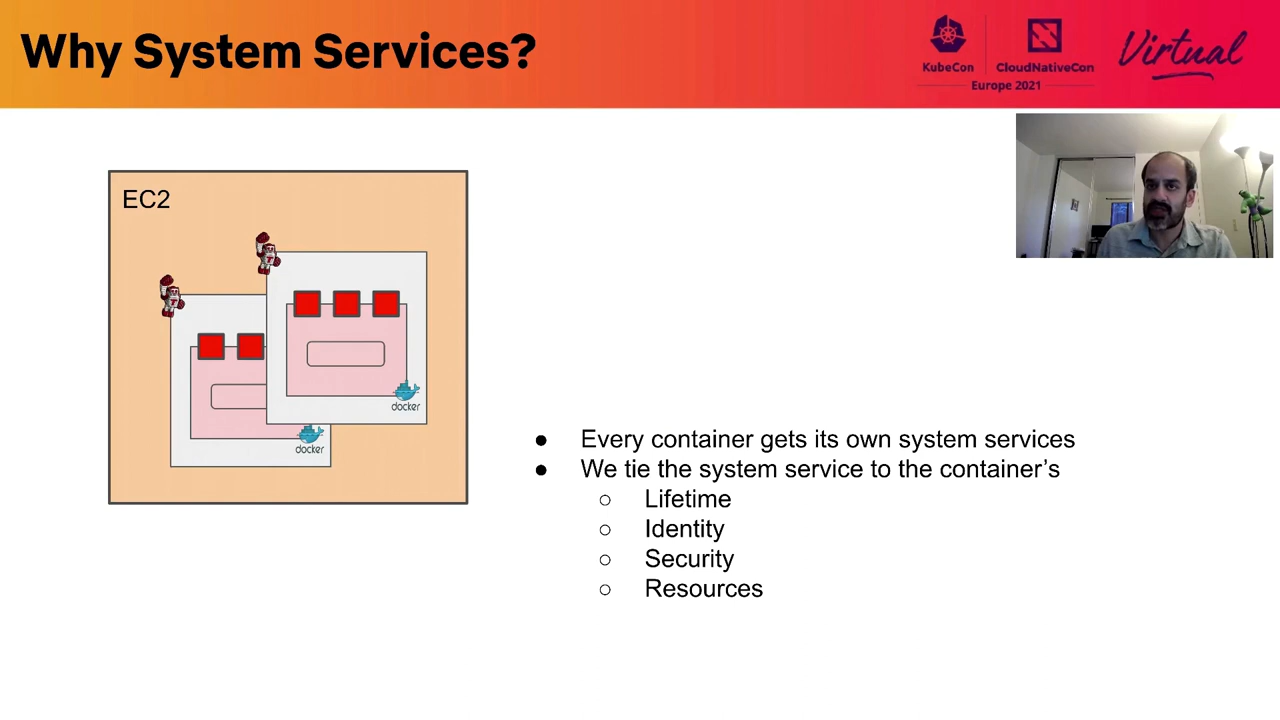 Why System Services?
KubeCon
CloudNativeCon
Europe 2021
Virtual
EC2
T
T
docker
docker
● Every container gets its own system services
● We tie the system service to the container’s
○ Lifetime
○ Identity
○ Security
○ Resources